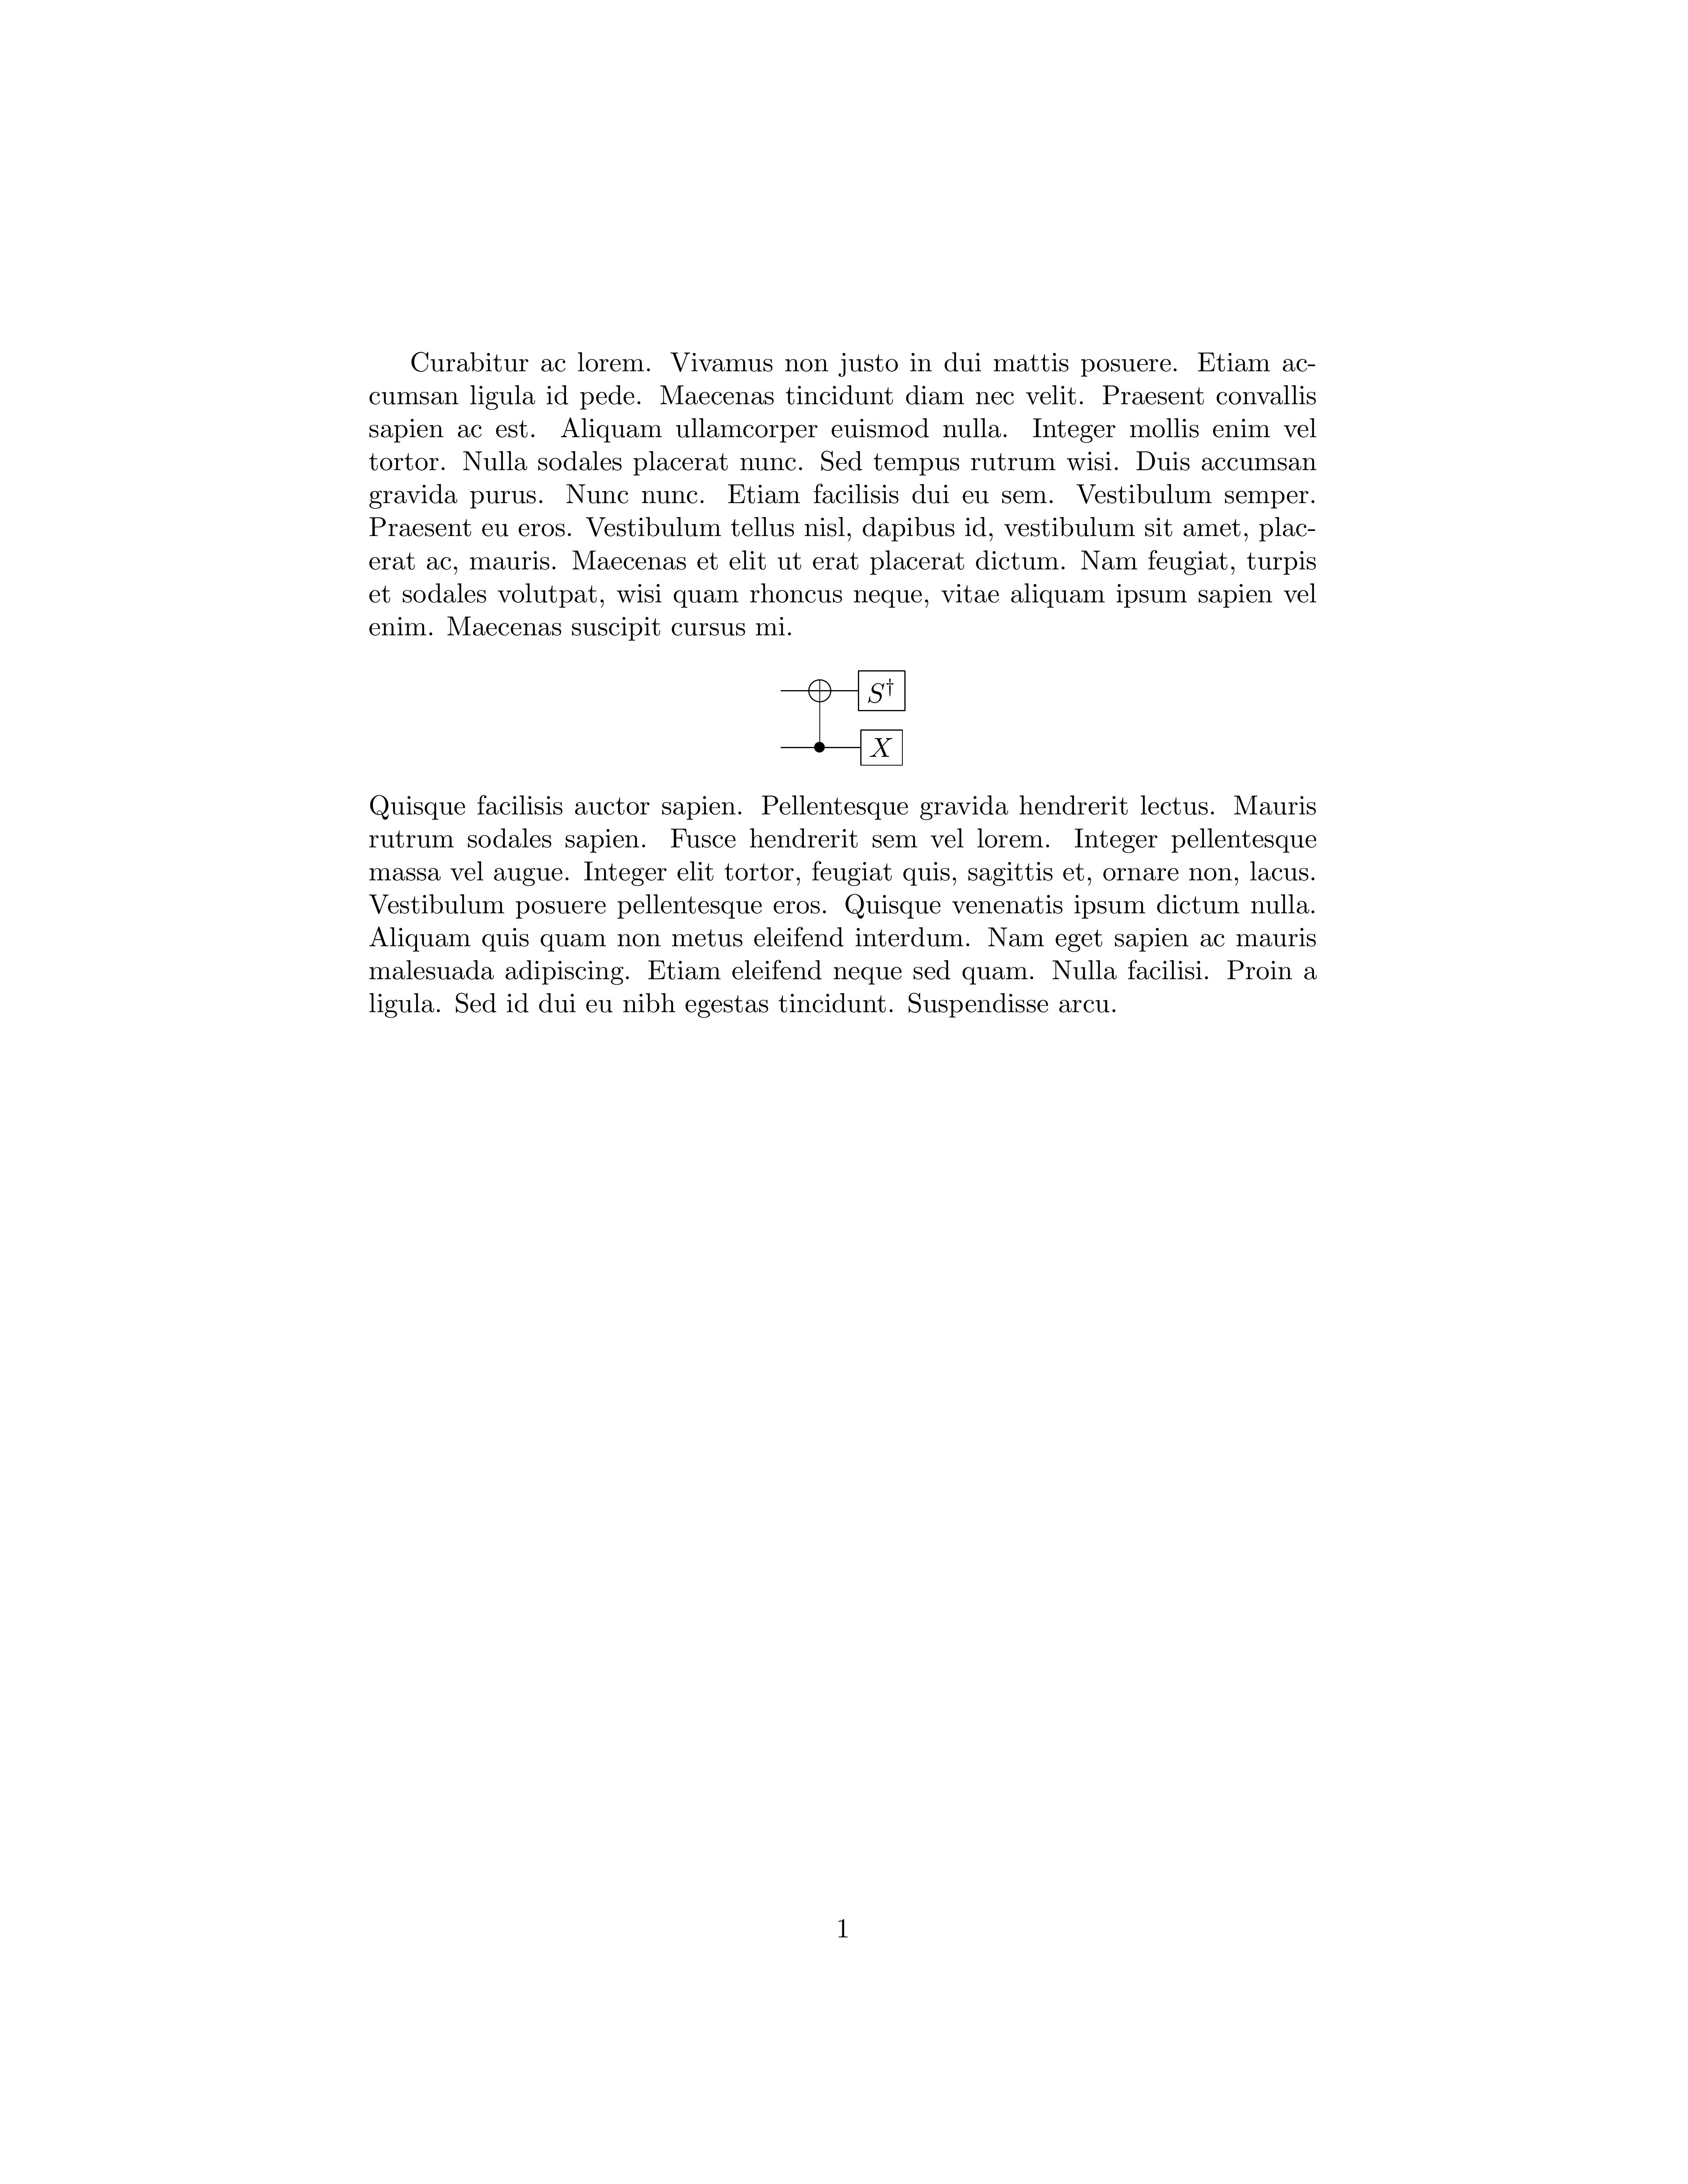 Curabitur ac lorem. Vivamus non justo in dui mattis posuere. Etiam ac-
cumsan ligula id pede. Maecenas tincidunt diam nec velit. Praesent convallis
sapien ac est. Aliquam ullamcorper euismod nulla. Integer mollis enim vel
tortor. Nulla sodales placerat nunc. Sed tempus rutrum wisi. Duis accumsan
gravida purus. Nunc nunc. Etiam facilisis dui eu sem. Vestibulum semper.
Praesent eu eros. Vestibulum tellus nisl, dapibus id, vestibulum sit amet, plac-
erat ac, mauris. Maecenas et elit ut erat placerat dictum. Nam feugiat, turpis
et sodales volutpat, wisi quam rhoncus neque, vitae aliquam ipsum sapien vel
enim. Maecenas suscipit cursus mi.
S†
X
Quisque facilisis auctor sapien. Pellentesque gravida hendrerit lectus. Mauris
rutrum sodales sapien. Fusce hendrerit sem vel lorem. Integer pellentesque
massa vel augue. Integer elit tortor, feugiat quis, sagittis et, ornare non, lacus.
Vestibulum posuere pellentesque eros. Quisque venenatis ipsum dictum nulla.
Aliquam quis quam non metus eleifend interdum. Nam eget sapien ac mauris
malesuada adipiscing. Etiam eleifend neque sed quam. Nulla facilisi. Proin a
ligula. Sed id dui eu nibh egestas tincidunt. Suspendisse arcu.
1